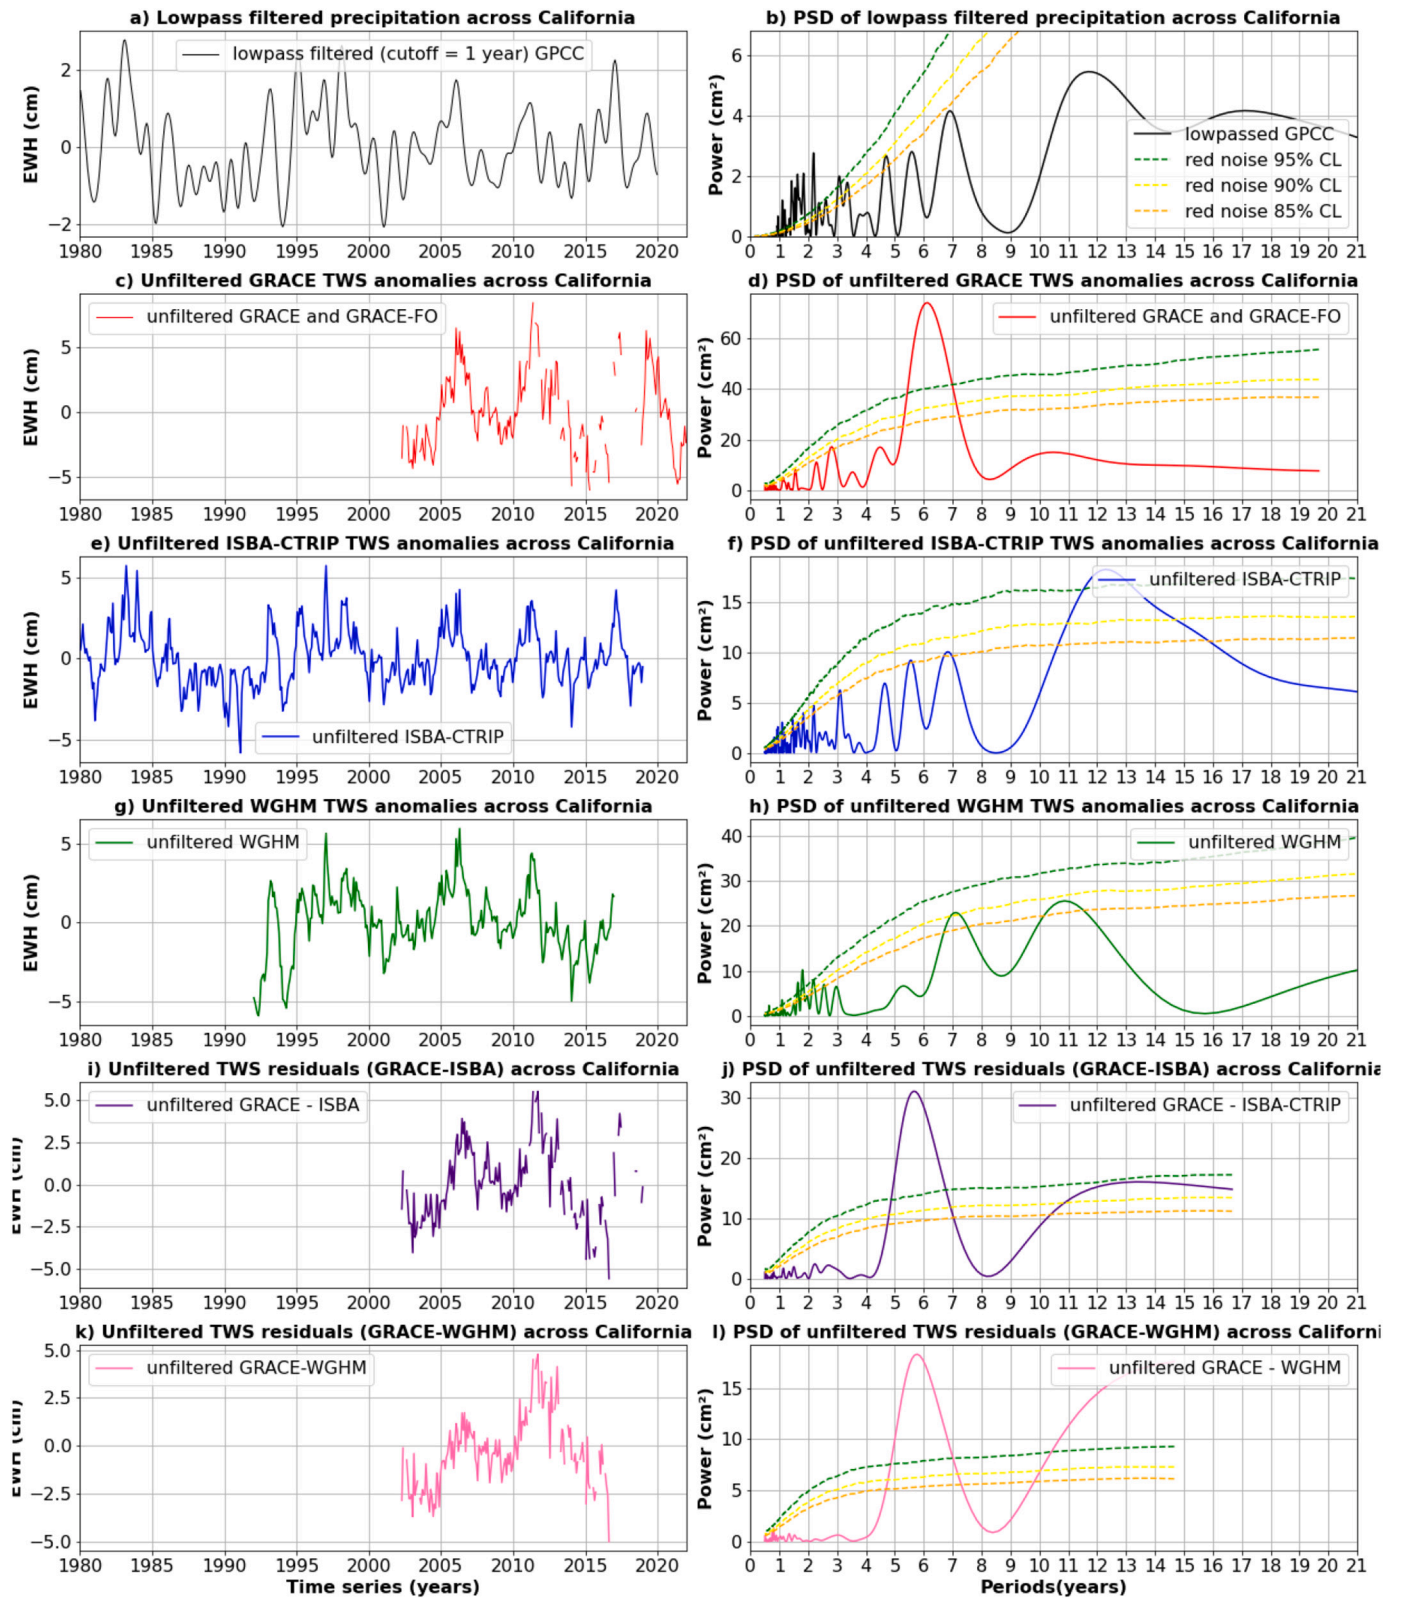 a) Lowpass filtered precipitation across California
lowpass filtered (cutoff = 1 year) GPCC
EWH (cm)
2
0
−2
1980 1985 1990 1995 2000 2005 2010 2015 2020
b) PSD of lowpass filtered precipitation across California
Power (cm²)
6
4
2
0
lowpassed GPCC
red noise 95% CL
red noise 90% CL
red noise 85% CL
0 1 2 3 4 5 6 7 8 9 10 11 12 13 14 15 16 17 18 19 20 21
c) Unfiltered GRACE TWS anomalies across California
unfiltered GRACE and GRACE-FO
EWH (cm)
5
0
−5
1980 1985 1990 1995 2000 2005 2010 2015 2020
d) PSD of unfiltered GRACE TWS anomalies across California
unfiltered GRACE and GRACE-FO
Power (cm²)
60
40
20
0
0 1 2 3 4 5 6 7 8 9 10 11 12 13 14 15 16 17 18 19 20 21
e) Unfiltered ISBA-CTRIP TWS anomalies across California
EWH (cm)
5
0
−5
unfiltered ISBA-CTRIP
1980 1985 1990 1995 2000 2005 2010 2015 2020
f) PSD of unfiltered ISBA-CTRIP TWS anomalies across California
unfiltered ISBA-CTRIP
Power (cm²)
15
10
5
0
0 1 2 3 4 5 6 7 8 9 10 11 12 13 14 15 16 17 18 19 20 21
g) Unfiltered WGHM TWS anomalies across California
unfiltered WGHM
EWH (cm)
5
0
−5
1980 1985 1990 1995 2000 2005 2010 2015 2020
h) PSD of unfiltered WGHM TWS anomalies across California
unfiltered WGHM
Power (cm²)
40
30
20
10
0
0 1 2 3 4 5 6 7 8 9 10 11 12 13 14 15 16 17 18 19 20 21
i) Unfiltered TWS residuals (GRACE-ISBA) across California
unfiltered GRACE - ISBA
EWH (cm)
5.0
2.5
0.0
−2.5
−5.0
1980 1985 1990 1995 2000 2005 2010 2015 2020
j) PSD of unfiltered TWS residuals (GRACE-ISBA) across California
unfiltered GRACE - ISBA-CTRIP
Power (cm²)
30
20
10
0
0 1 2 3 4 5 6 7 8 9 10 11 12 13 14 15 16 17 18 19 20 21
k) Unfiltered TWS residuals (GRACE-WGHM) across California
unfiltered GRACE-WGHM
EWH (cm)
5.0
2.5
0.0
−2.5
−5.0
1980 1985 1990 1995 2000 2005 2010 2015 2020
Time series (years)
l) PSD of unfiltered TWS residuals (GRACE-WGHM) across Californi
unfiltered GRACE - WGHM
Power (cm²)
15
10
5
0
0 1 2 3 4 5 6 7 8 9 10 11 12 13 14 15 16 17 18 19 20 21
Periods(years)